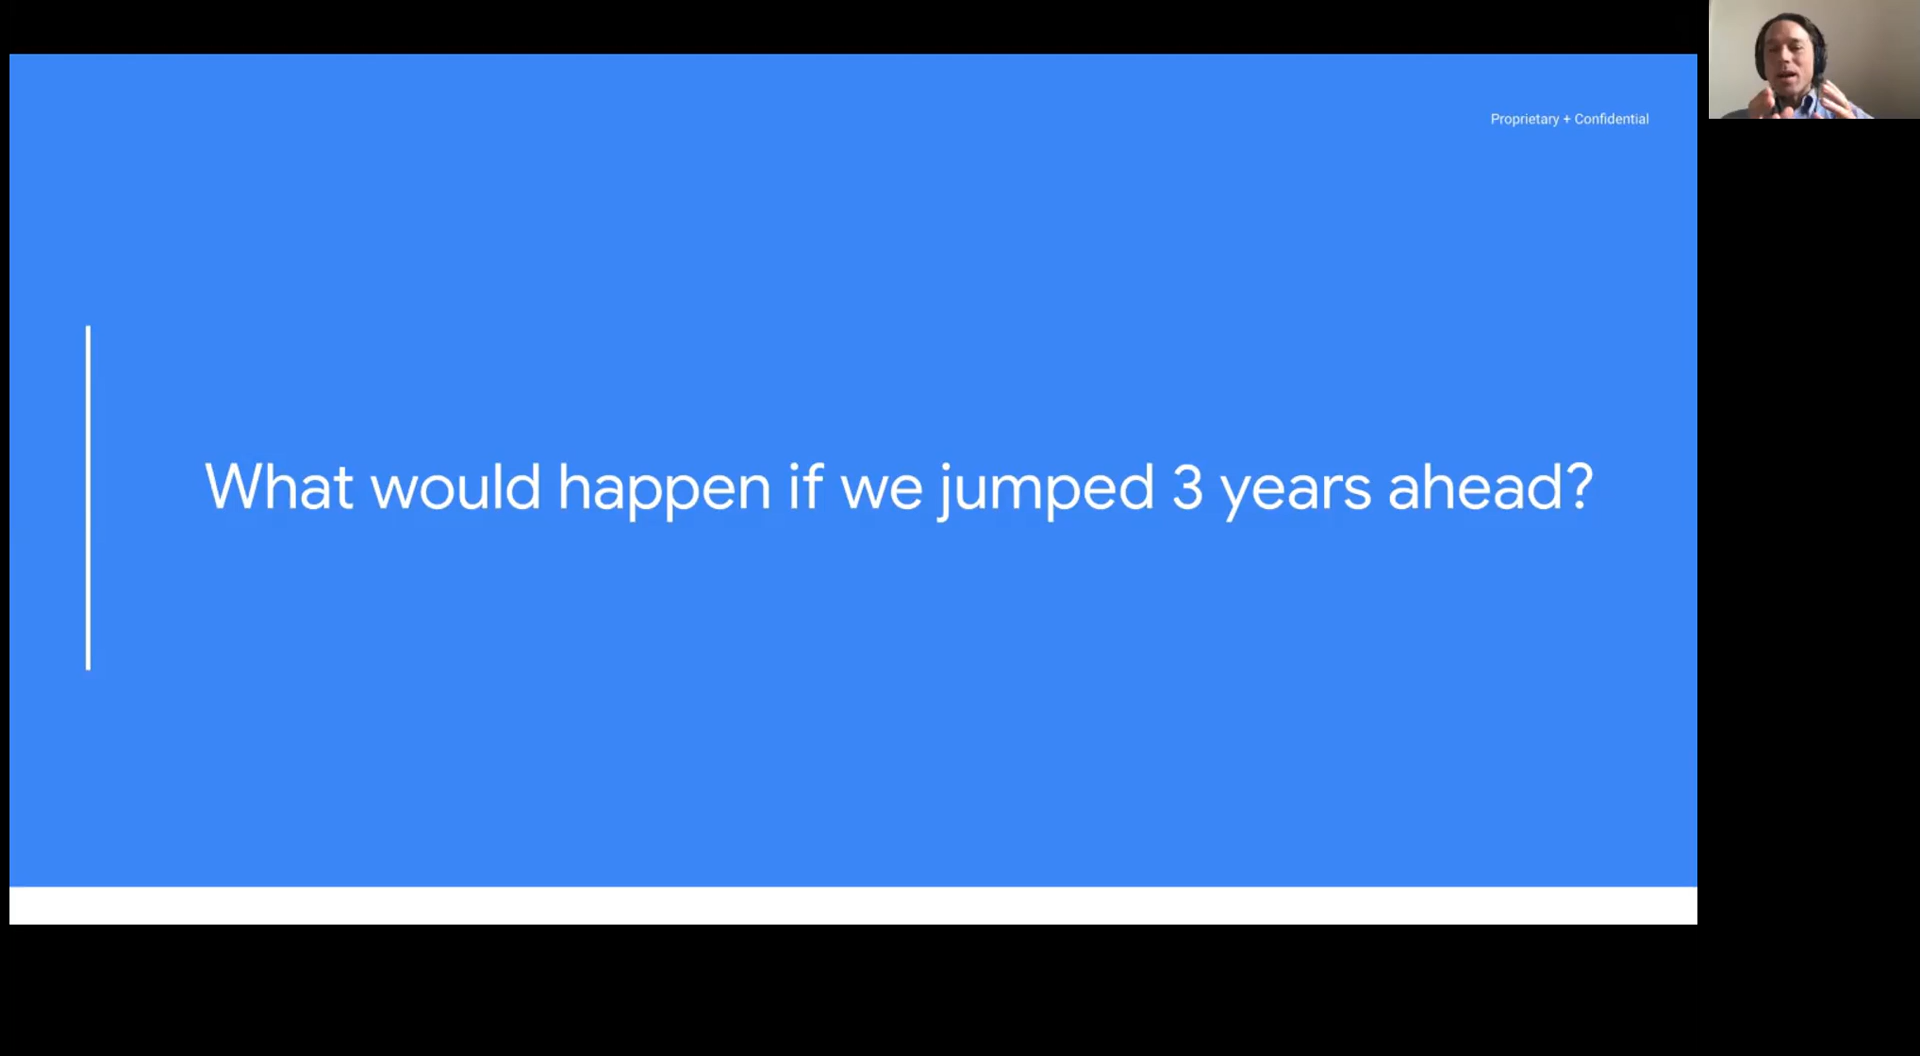 Proprietary + Confidential
What would happen if we jumped 3 years ahead?